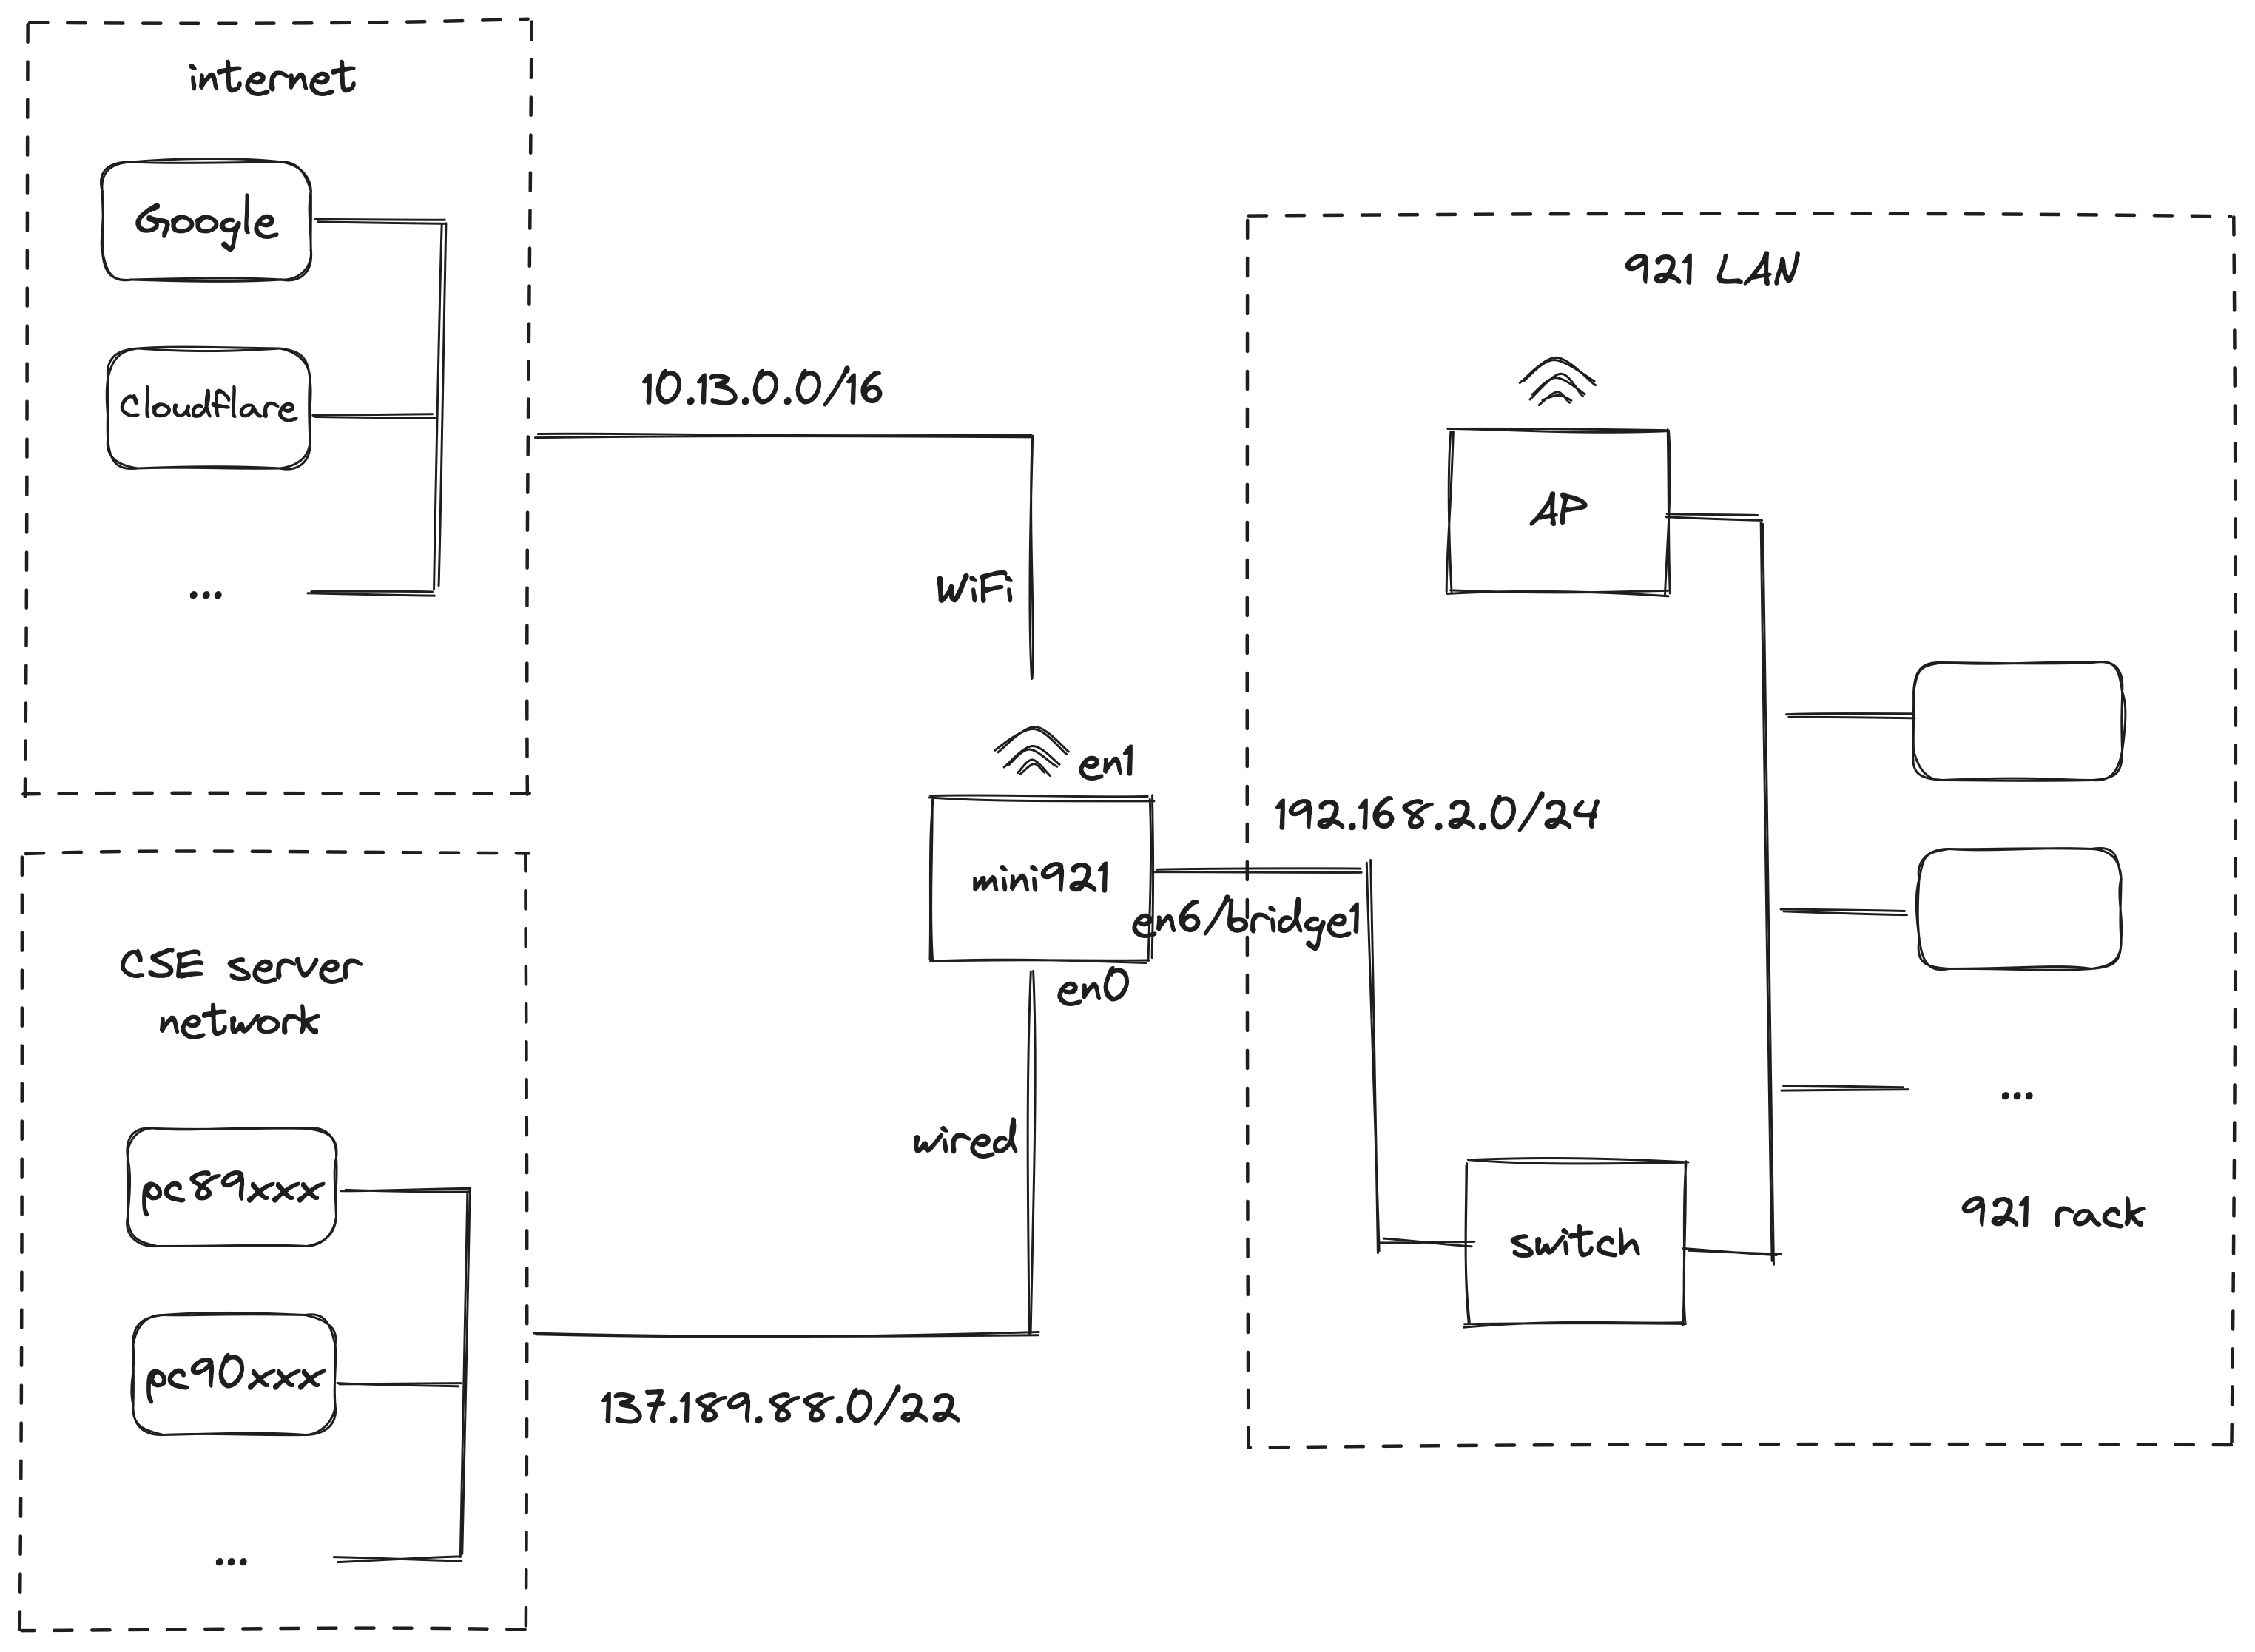 internet
Google
Cloudflare
...
10.13.0.0/16
WiFi
en1
mini921
en6/bridge1
en0
wired
137.189.88.0/22
CSE server
network
pc89xxx
pc90xxx
...
921 LAN
AP
192.168.2.0/24
switch
...
921 rack